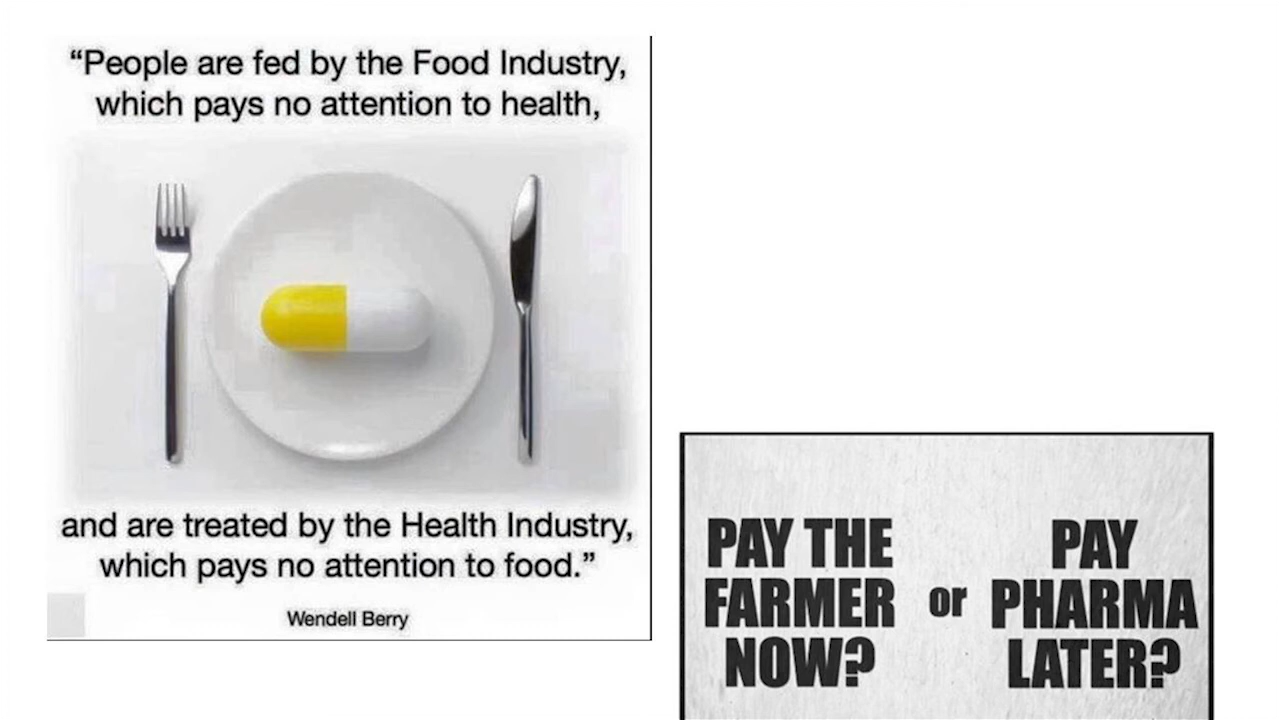 “People are fed by the Food Industry,
which pays no attention to health,
and are treated by the Health Industry,
which pays no attention to food.”
Wendell Berry
PAY THE
FARMER
NOW?
or
PAY
PHARMA
LATER?